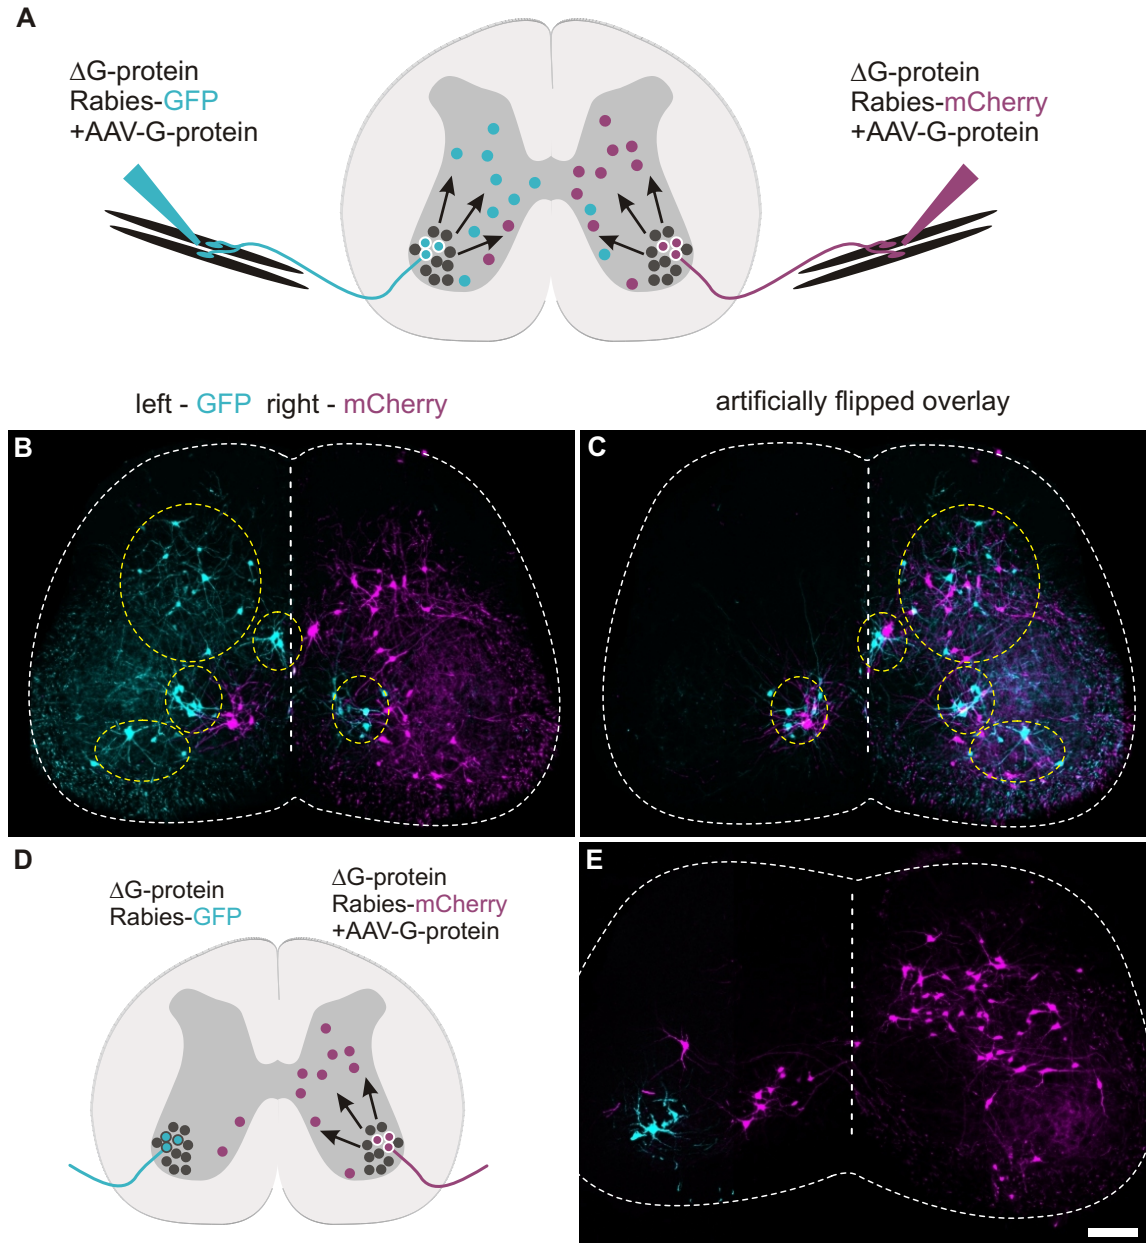 A
ΔG-protein
Rabies-GFP
+AAV-G-protein
ΔG-protein
Rabies-mCherry
+AAV-G-protein
left - GFP right - mCherry
artificially flipped overlay
B
C
D
ΔG-protein
Rabies-GFP
ΔG-protein
Rabies-mCherry
+AAV-G-protein
E